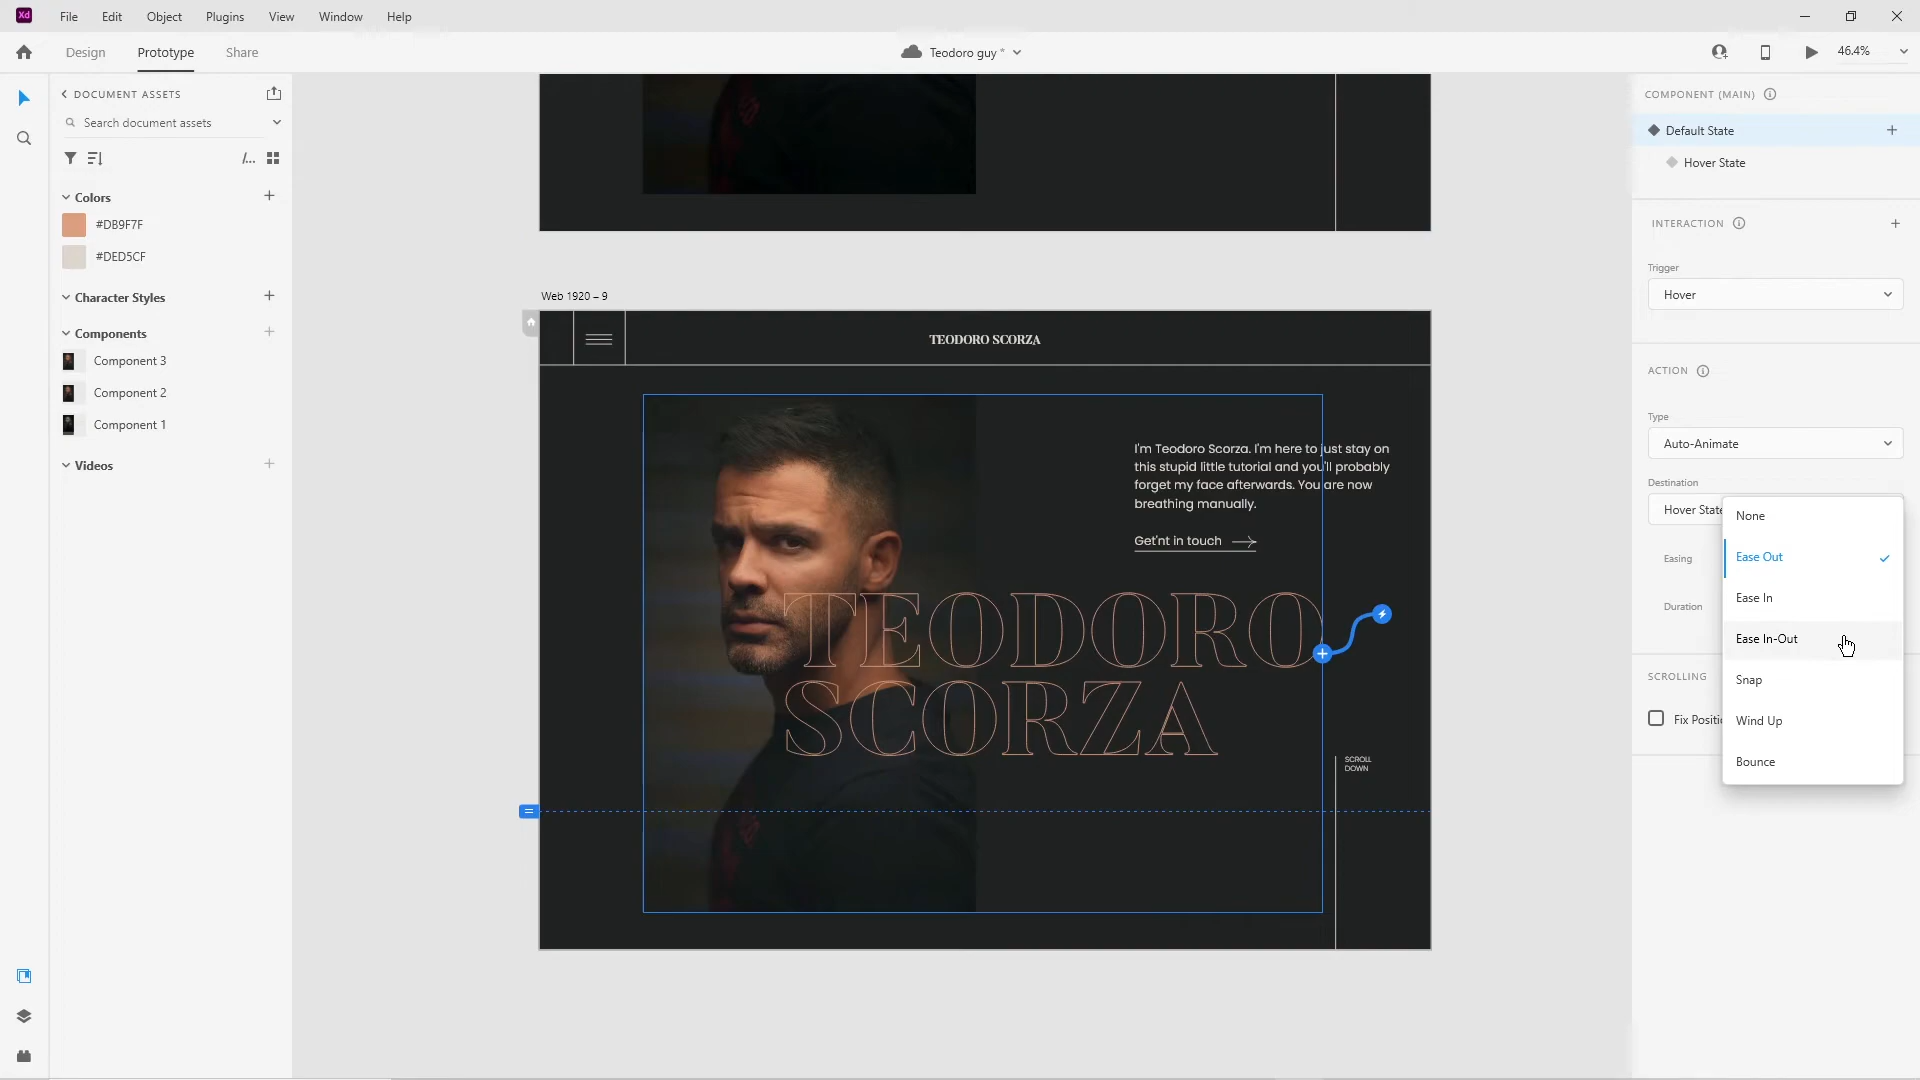 Xd
File
Edit
Object
Plugins
View
Window
Help
Design
Prototype
Share
Teodoro guy *
46.4%
DOCUMENT ASSETS
Search document assets
/...
Colors
#DB9F7F
#DED5CF
Character Styles
Components
Component 3
Component 2
Component 1
Videos
Web 1920 – 9
TEODORO SCORZA
I'm Teodoro Scorza. I'm here to just stay on
this stupid little tutorial and you'll probably
forget my face afterwards. You are now
breathing manually.
Get'nt in touch
TEODORO
SCORZA
SCROLL
DOWN
COMPONENT (MAIN)
Default State
Hover State
INTERACTION
Trigger
Hover
ACTION
Type
Auto-Animate
Destination
Hover State
Easing
Duration
None
Ease Out
Ease In
Ease In-Out
Snap
Wind Up
Bounce
SCROLLING
Fix Positi